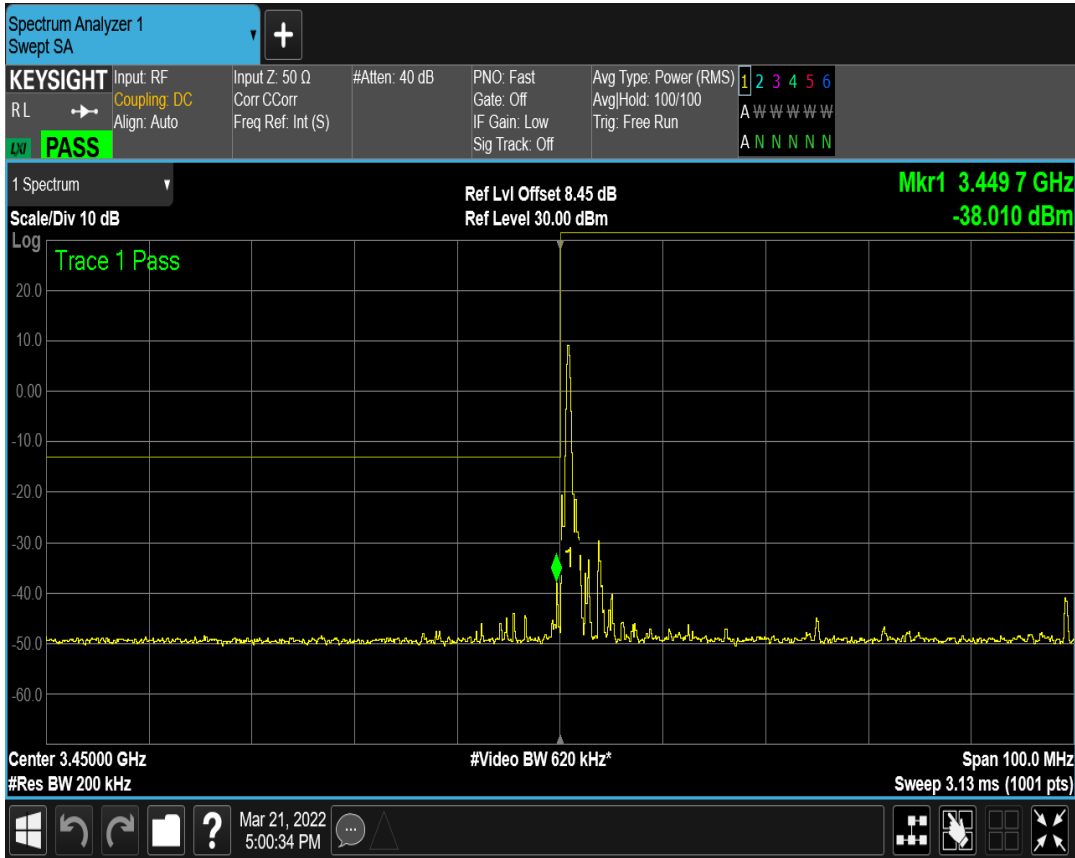 Spectrum Analyzer 1
Swept SA
+
KEYSIGHT
R L
LXI
PASS
Input: RF
Coupling: DC
Align: Auto
Input Z: 50 Ω
Corr CCorr
Freq Ref: Int (S)
#Atten: 40 dB
PNO: Fast
Gate: Off
IF Gain: Low
Sig Track: Off
Avg Type: Power (RMS)
Avg|Hold: 100/100
Trig: Free Run
1 2 3 4 5 6
A W W W W W
A N N N N N
1 Spectrum
Scale/Div 10 dB
Ref Lvl Offset 8.45 dB
Ref Level 30.00 dBm
Mkr1 3.449 7 GHz
-38.010 dBm
Log
Trace 1 Pass
20.0
10.0
0.00
-10.0
-20.0
-30.0
-40.0
-50.0
-60.0
1
Center 3.45000 GHz
#Res BW 200 kHz
#Video BW 620 kHz*
Span 100.0 MHz
Sweep 3.13 ms (1001 pts)
?
Mar 21, 2022
5:00:34 PM